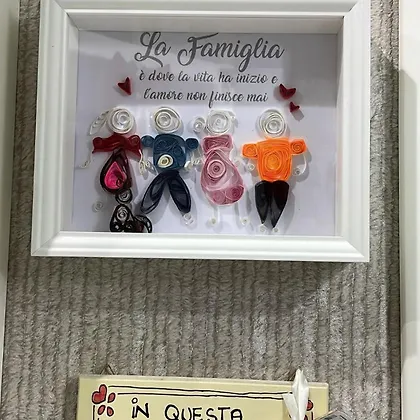 La Famiglia
è dove la vita ha inizio e
l'amore non finisce mai
iN QUESTA